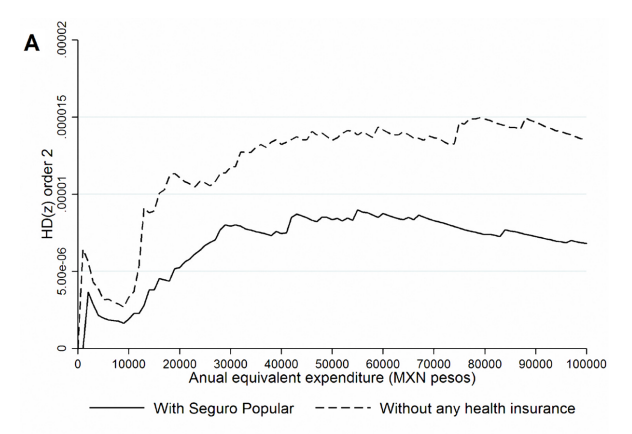 A
HD(z) order 2
.00002
.000015
.00001
5.00e-06
0
0 10000 20000 30000 40000 50000 60000 70000 80000 90000 100000
Anual equivalent expenditure (MXN pesos)
With Seguro Popular Without any health insurance